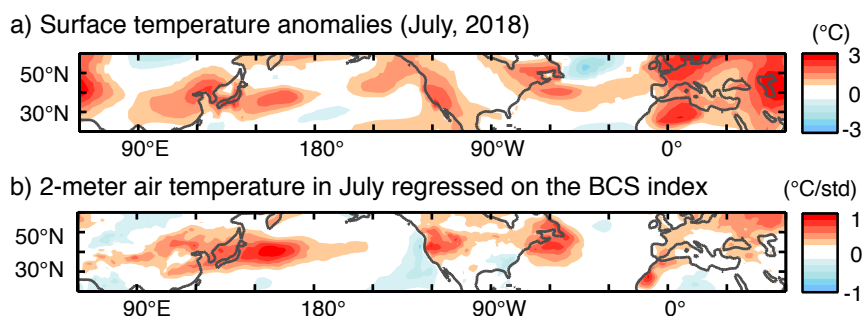 a) Surface temperature anomalies (July, 2018)
(°C)
50°N
30°N
3
0
-3
90°E 180° 90°W 0°
b) 2-meter air temperature in July regressed on the BCS index
(°C/std)
50°N
30°N
1
0
-1
90°E 180° 90°W 0°